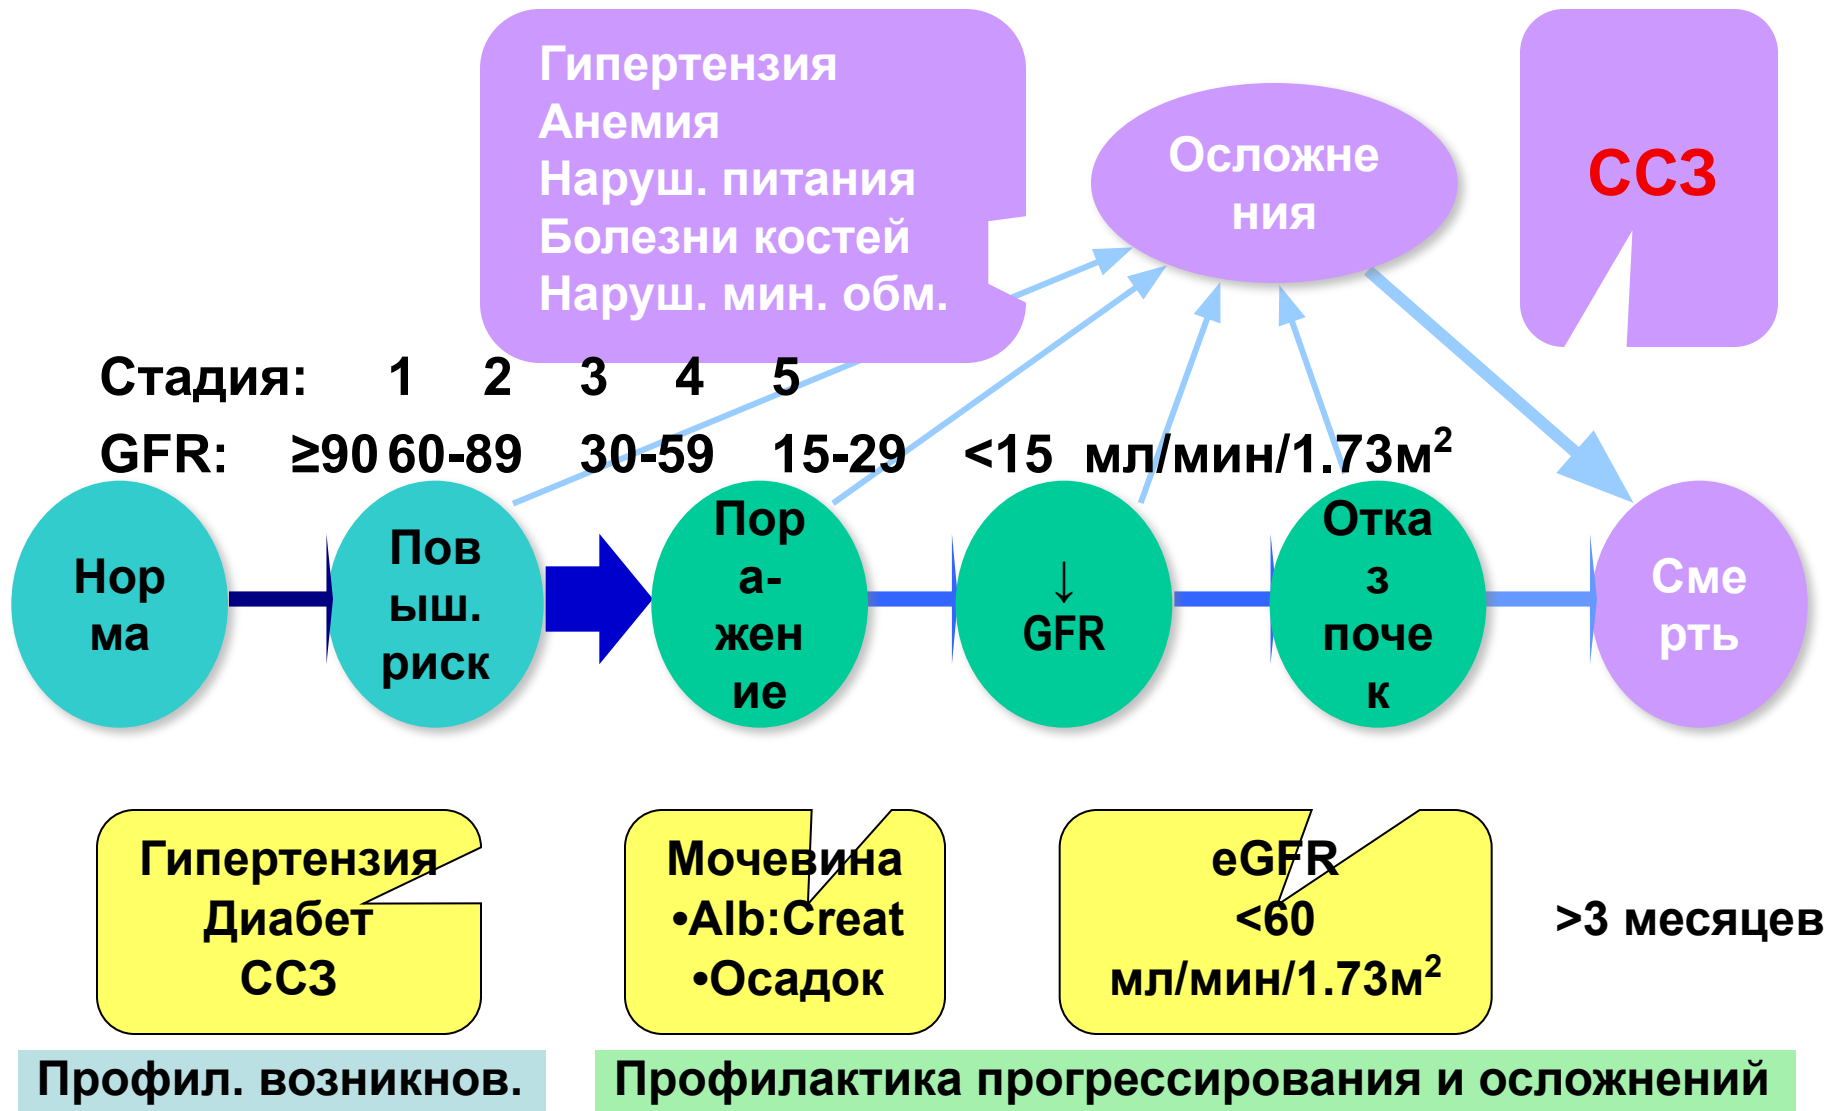 Гипертензия
Анемия
Наруш. питания
Болезни костей
Наруш. мин. обм.
Осложне
ния
ССЗ
Стадия: 1 2 3 4 5
GFR: ≥90 60-89 30-59 15-29 <15 мл/мин/1.73м²
Нор
ма
Пов
ыш.
риск
Пор
а-
жен
ие
↓
GFR
Отка
з
поче
к
Сме
рть
Гипертензия
Диабет
ССЗ
Мочевина
•Alb:Creat
•Осадок
eGFR
<60
мл/мин/1.73м²
>3 месяцев
Профил. возникнов.
Профилактика прогрессирования и осложнений